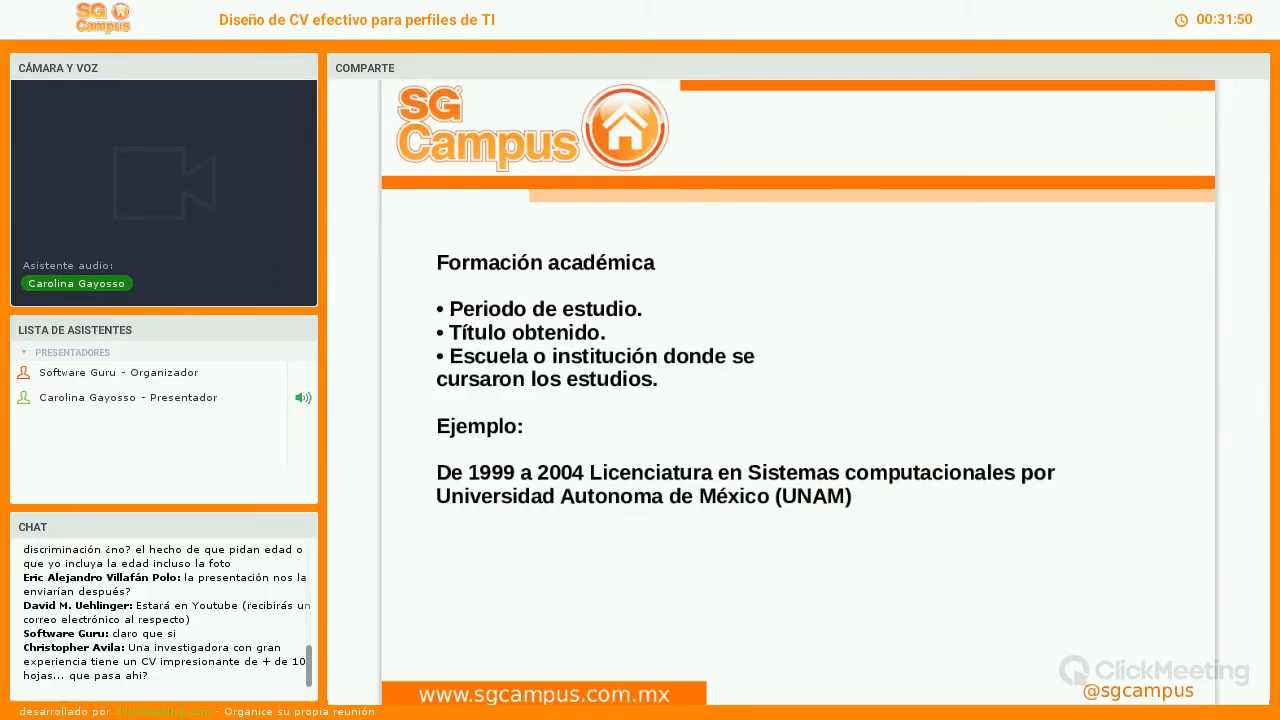 SG Campus
Diseño de CV efectivo para perfiles de TI
00:31:50
CÁMARA Y VOZ
Asistente audio:
Carolina Gayosso
LISTA DE ASISTENTES
PRESENTADORES
Software Guru - Organizador
Carolina Gayosso - Presentador
CHAT
discriminación ¿no? el hecho de que pidan edad o
que yo incluya la edad incluso la foto
Eric Alejandro Villafán Polo: la presentación nos la
enviarían después?
David M. Uehlinger: Estará en Youtube (recibirás un
correo electrónico al respecto)
Software Guru: claro que si
Christopher Avila: Una investigadora con gran
experiencia tiene un CV impresionante de + de 10
hojas... que pasa ahi?
desarrollado por ClickMeeting.com - Organice su propia reunión
COMPARTE
SG
Campus
Formación académica
• Periodo de estudio.
• Título obtenido.
• Escuela o institución donde se
cursaron los estudios.
Ejemplo:
De 1999 a 2004 Licenciatura en Sistemas computacionales por
Universidad Autonoma de México (UNAM)
ClickMeeting
www.sgcampus.com.mx
@sgcampus